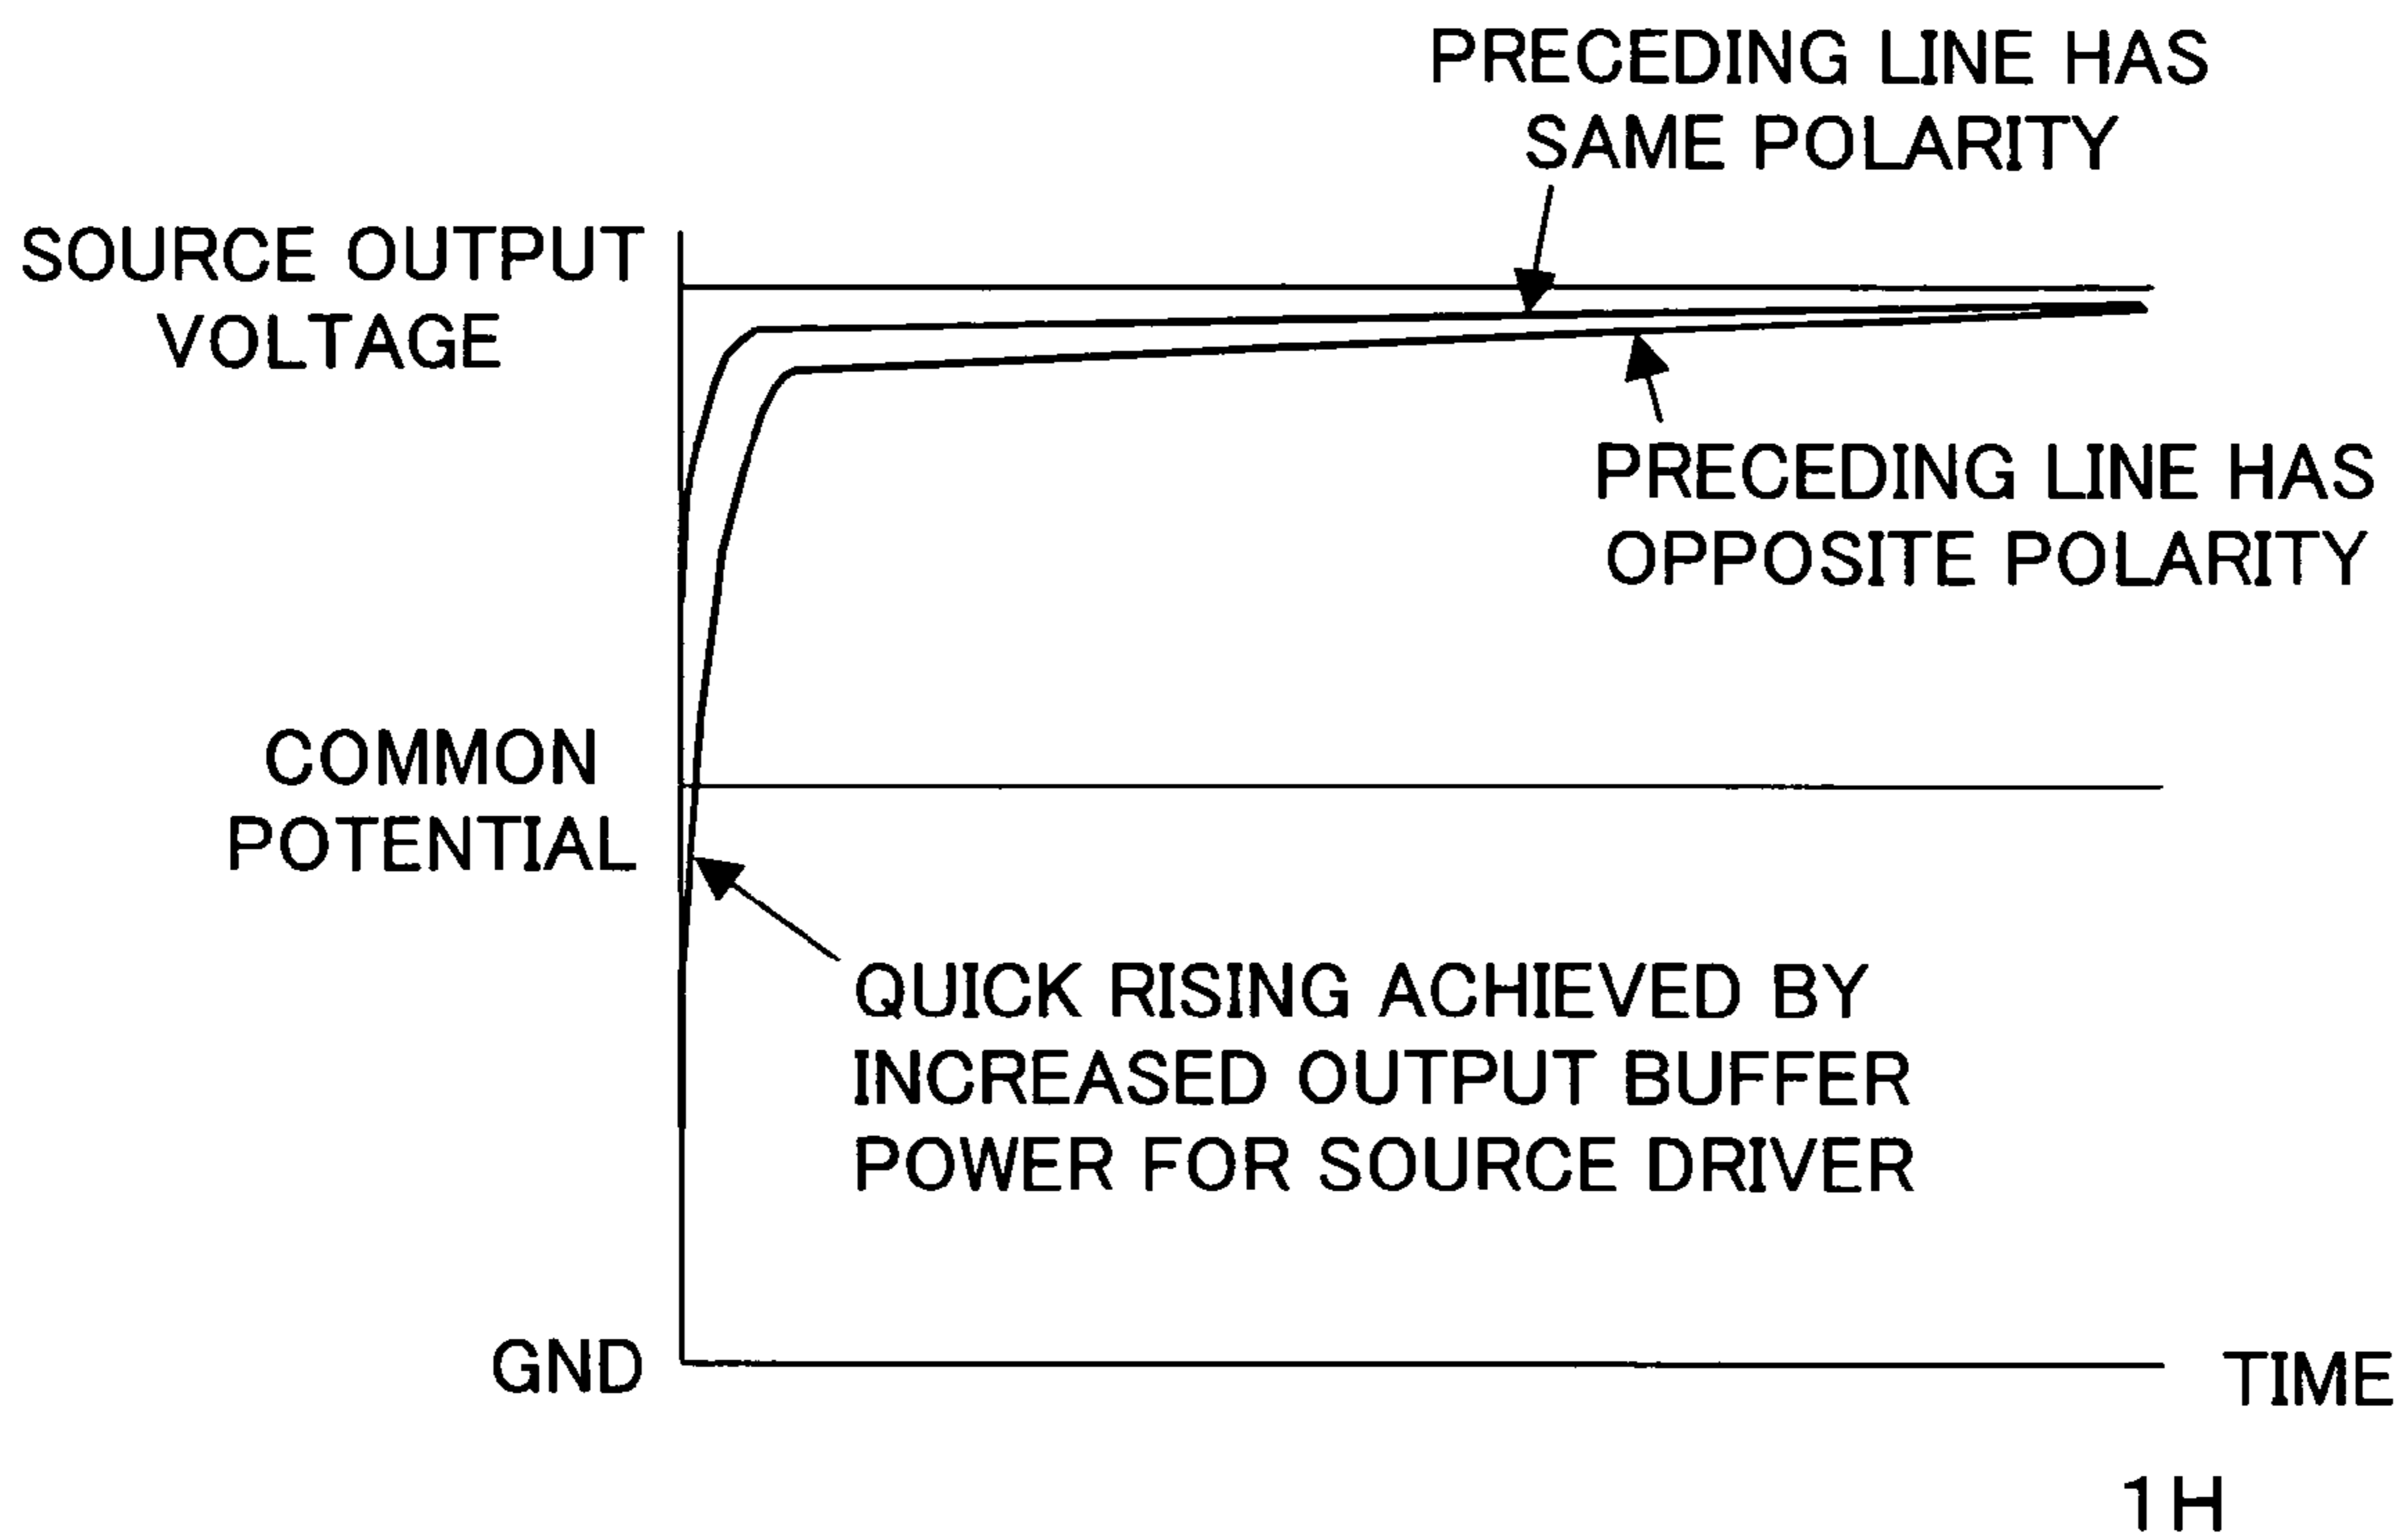 PRECEDING LINE HAS
SAME POLARITY
SOURCE OUTPUT
VOLTAGE
PRECEDING LINE HAS
OPPOSITE POLARITY
COMMON
POTENTIAL
QUICK RISING ACHIEVED BY
INCREASED OUTPUT BUFFER
POWER FOR SOURCE DRIVER
GND
TIME
1H